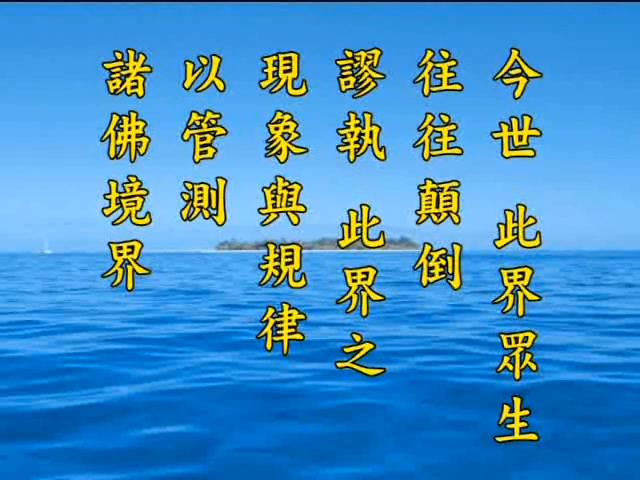 今世 此界眾生
往往顛倒
謬執 此界之
現象與規律
以管測
諸佛境界